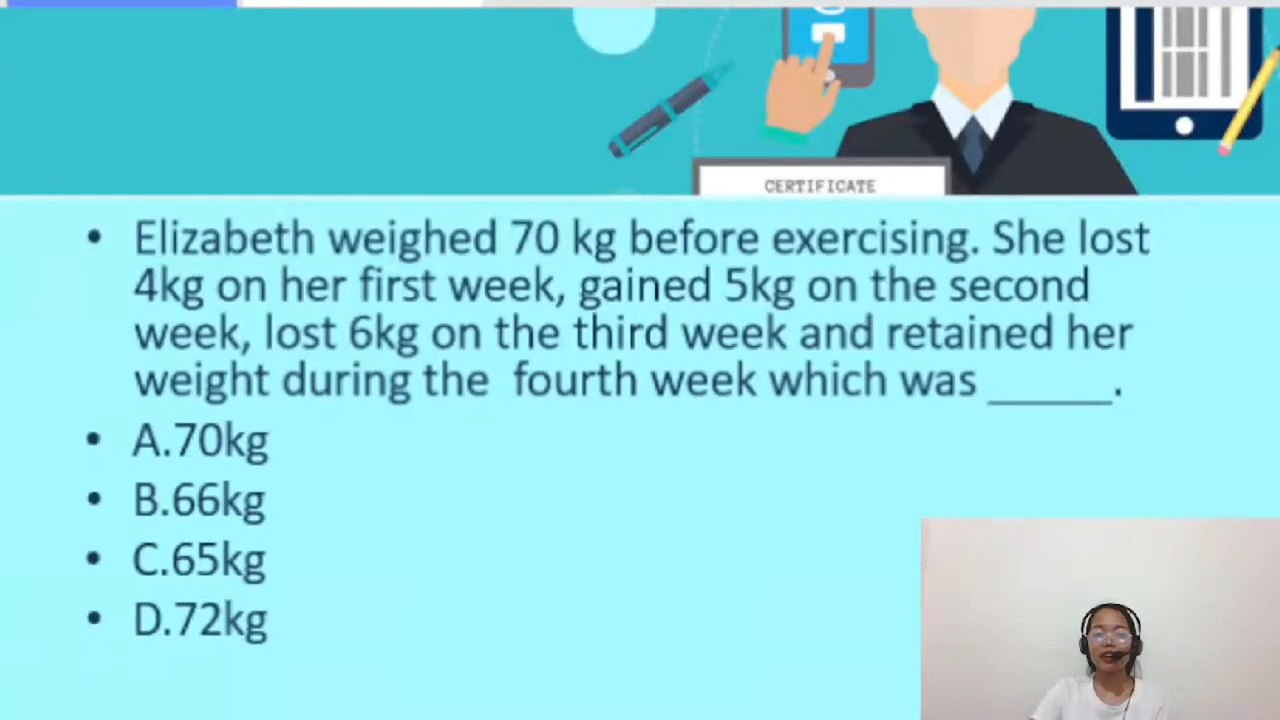 CERTIFICATE
• Elizabeth weighed 70 kg before exercising. She lost
4kg on her first week, gained 5kg on the second
week, lost 6kg on the third week and retained her
weight during the fourth week which was ______.
• A.70kg
• B.66kg
• C.65kg
• D.72kg